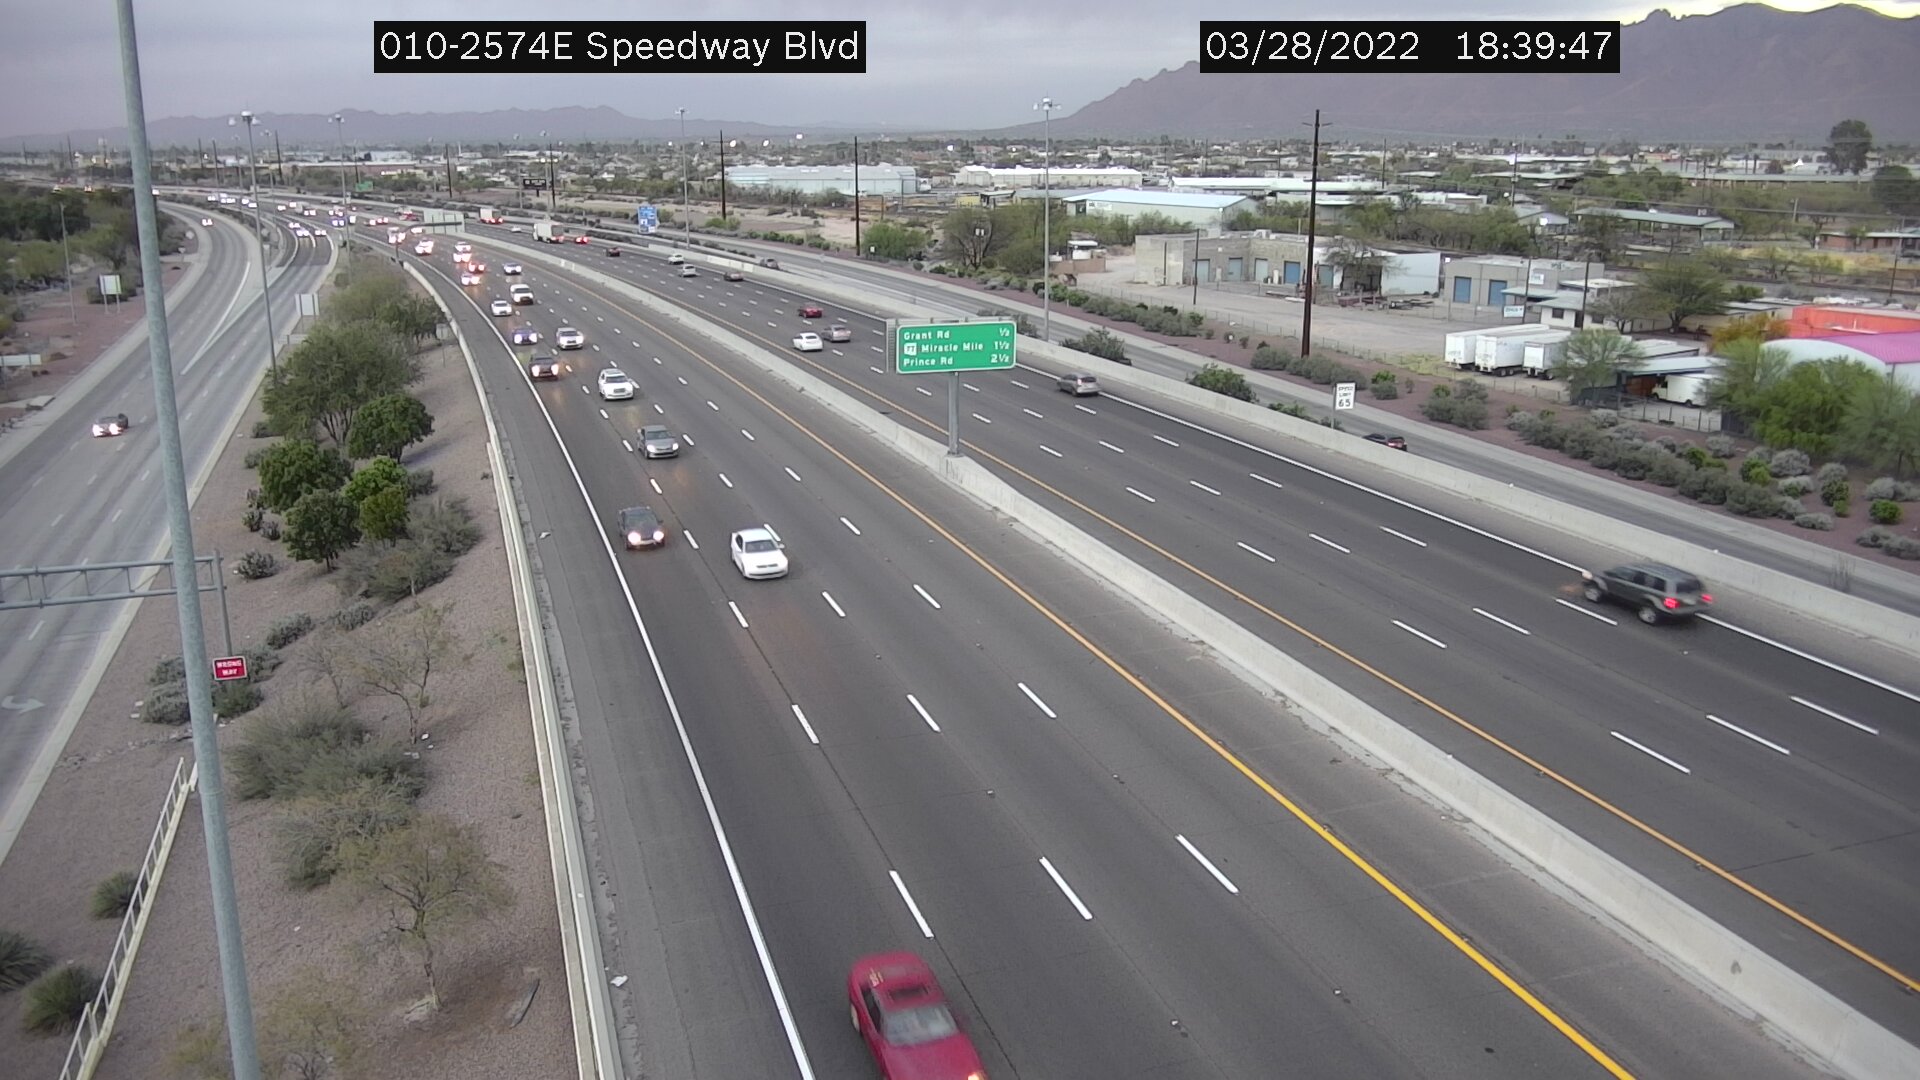 010-2574E Speedway Blvd
03/28/2022 18:39:47
Grant Rd ½
77 Miracle Mile 1½
Prince Rd 2½
SPEED
LIMIT
65
WRONG
WAY